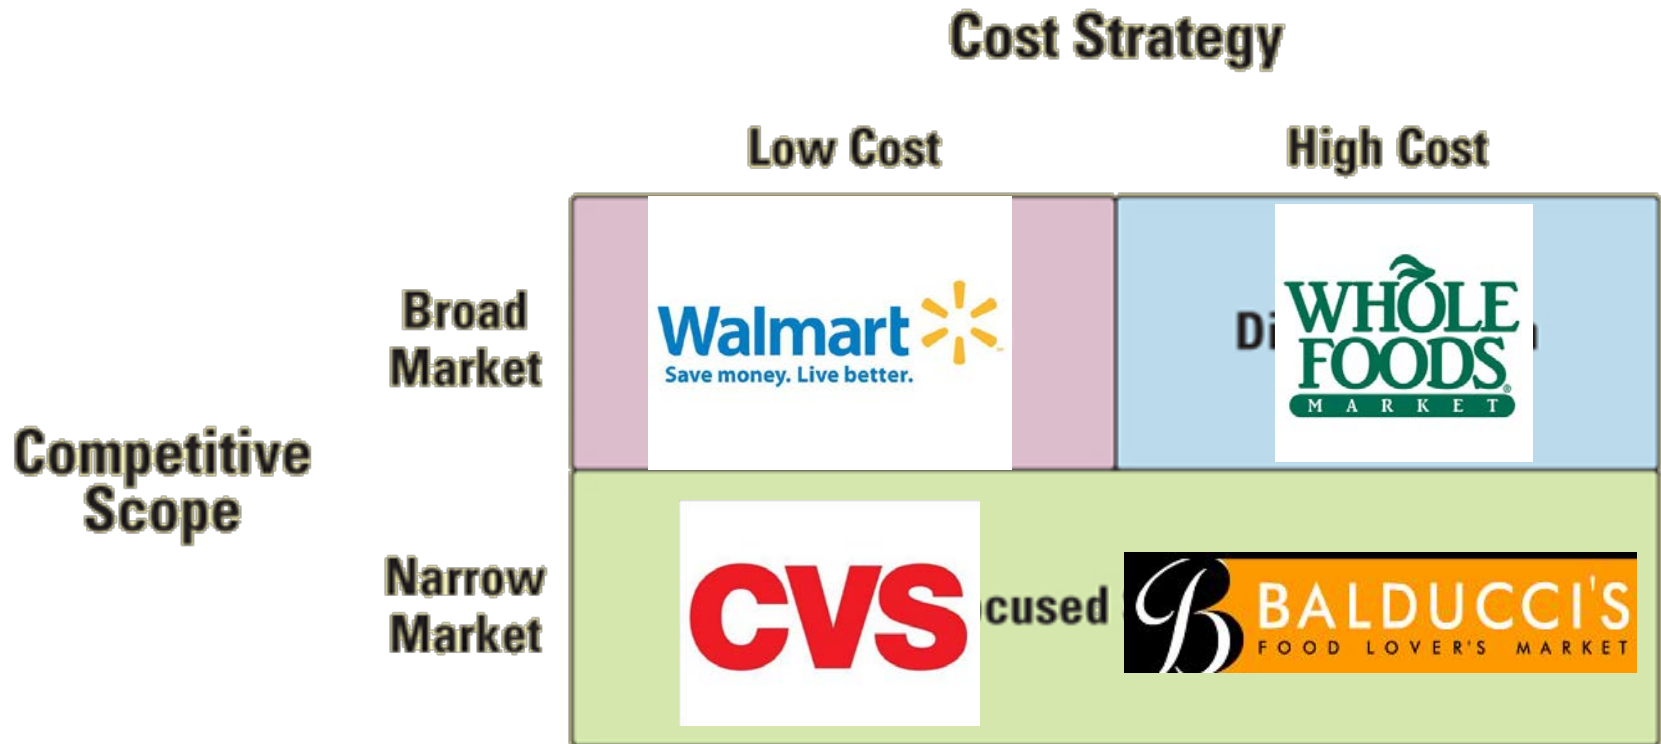 Cost Strategy
Low Cost
High Cost
Broad
Market
Walmart
Save money. Live better.
Di
WHOLE
FOODS
MARKET
Competitive
Scope
Narrow
Market
CVS
cused
B BALDUCCI'S
FOOD LOVER'S MARKET